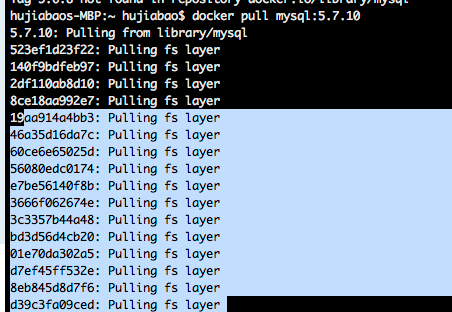 Tag 5.6.6 not found in repository docker.io/library/mysql
hujiabaos-MBP:~ hujiabao$ docker pull mysql:5.7.10
5.7.10: Pulling from library/mysql
523ef1d23f22: Pulling fs layer
140f9bdfeb97: Pulling fs layer
2df110ab8d10: Pulling fs layer
8ce18aa992e7: Pulling fs layer
19aa914a4bb3: Pulling fs layer
46a35d16da7c: Pulling fs layer
60ce6e65025d: Pulling fs layer
56080edc0174: Pulling fs layer
e7be56140f8b: Pulling fs layer
3666f062674e: Pulling fs layer
3c3357b44a48: Pulling fs layer
bd3d56d4cb20: Pulling fs layer
01e70da302a5: Pulling fs layer
d7ef45ff532e: Pulling fs layer
8eb845d8d7f6: Pulling fs layer
d39c3fa09ced: Pulling fs layer